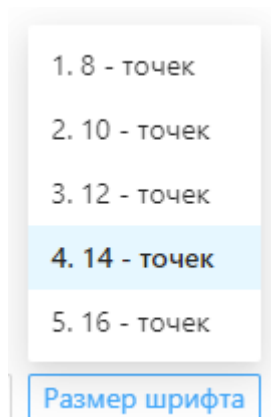 1. 8 - точек
2. 10 - точек
3. 12 - точек
4. 14 - точек
5. 16 - точек
Размер шрифта